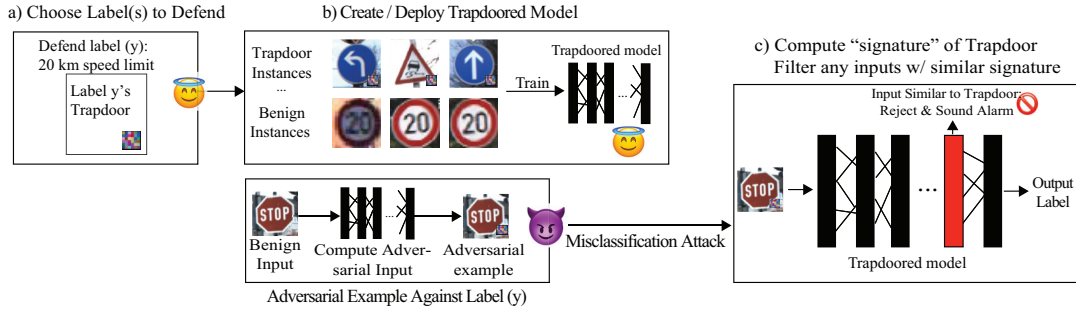 a) Choose Label(s) to Defend
Defend label (y):
20 km speed limit
Label y's
Trapdoor
b) Create / Deploy Trapdoored Model
Trapdoor
Instances
...
Benign
Instances
20
20
20
Train
Trapdoored model
...
STOP
Benign
Input
...
Compute Adver-
sarial Input
STOP
Adversarial
example
Adversarial Example Against Label (y)
Misclassification Attack
c) Compute “signature” of Trapdoor
Filter any inputs w/ similar signature
Input Similar to Trapdoor:
Reject & Sound Alarm
STOP
...
Output
Label
Trapdoored model